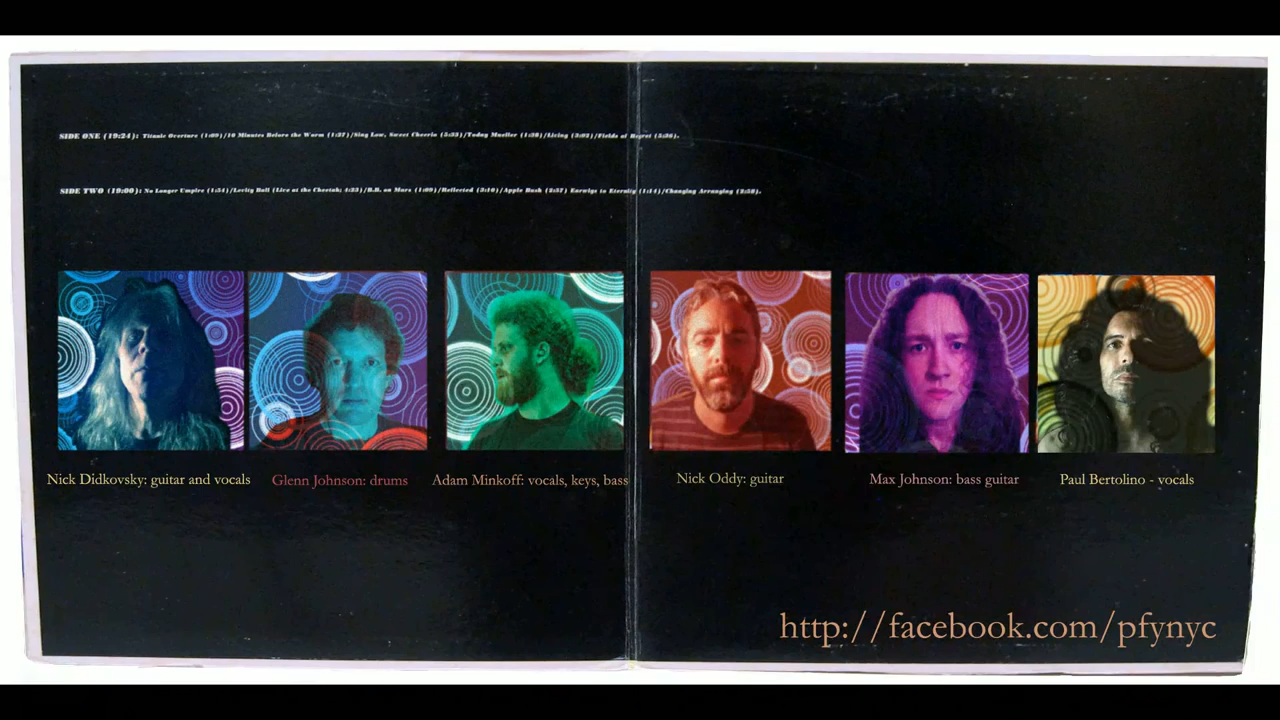 SIDE ONE (19:24): Titanic Overture (1:09)/10 Minutes Before the Worm (1:37)/Sing Low, Sweet Cheerio (5:33)/Today Mueller (1:38)/Living (3:02)/Fields of Regret (5:36).
SIDE TWO (19:00): No Longer Umpire (1:54)/Levity Ball (Live at the Cheetah; 4:33)/B.B. on Mars (1:09)/Reflected (3:10)/Apple Bush (2:57) Earwigs to Eternity (1:14)/Changing Arranging (2:58).
Nick Didkovsky: guitar and vocals
Glenn Johnson: drums
Adam Minkoff: vocals, keys, bass
Nick Oddy: guitar
Max Johnson: bass guitar
Paul Bertolino - vocals
http://facebook.com/pfynyc